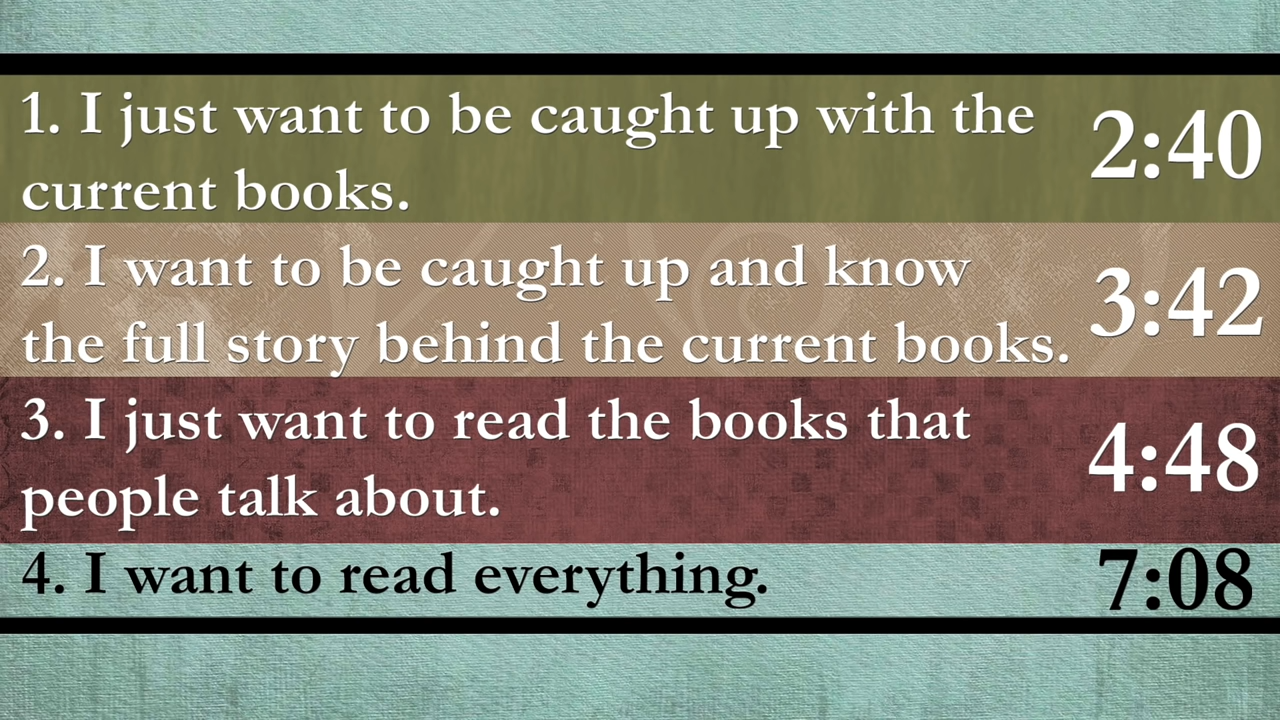 1. I just want to be caught up with the
current books.
2:40
2. I want to be caught up and know
the full story behind the current books.
3:42
3. I just want to read the books that
people talk about.
4:48
4. I want to read everything.
7:08